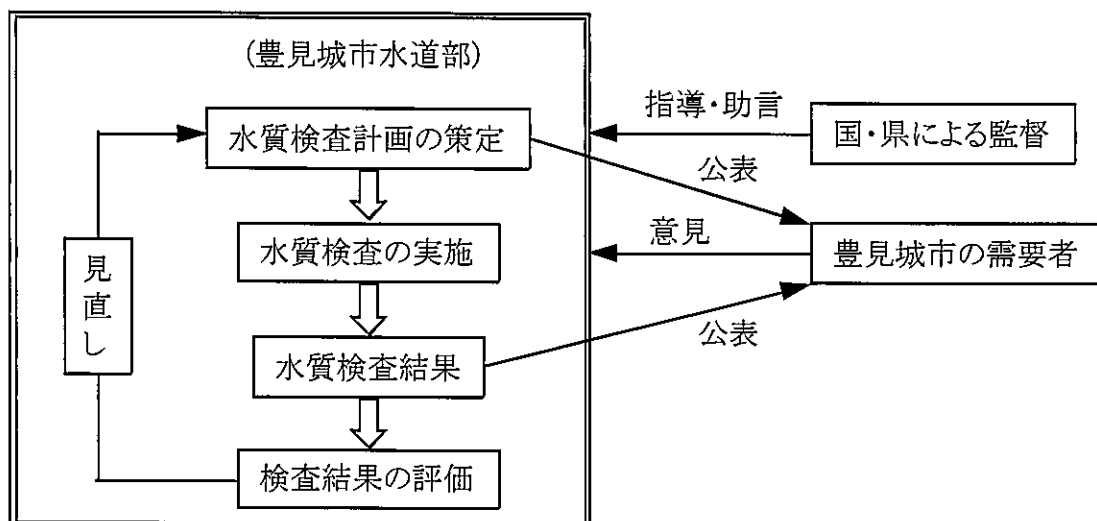 (豊見城市水道部)
水質検査計画の策定
水質検査の実施
水質検査結果
検査結果の評価
見直し
指導・助言
国・県による監督
公表
意見
豊見城市の需要者
公表